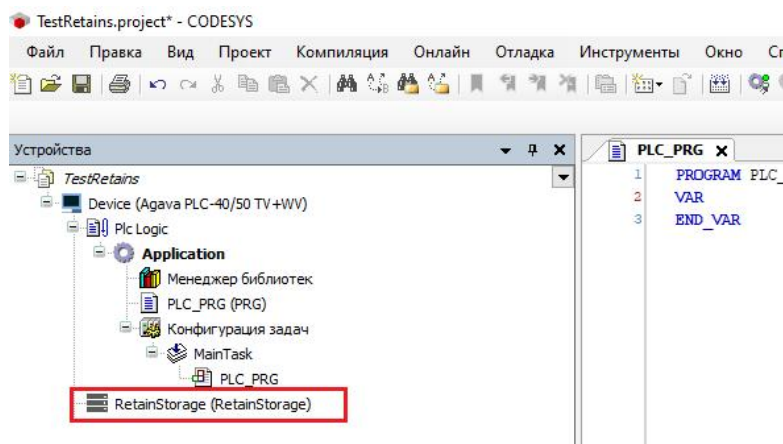 TestRetains.project* - CODESYS
Файл Правка Вид Проект Компиляция Онлайн Отладка Инструменты Окно
Устройства
PLC_PRG
TestRetains
1 PROGRAM PLC_
Device (Agava PLC-40/50 TV+WV)
2 VAR
Plc Logic
3 END_VAR
Application
Менеджер библиотек
PLC_PRG (PRG)
Конфигурация задач
MainTask
PLC_PRG
RetainStorage (RetainStorage)